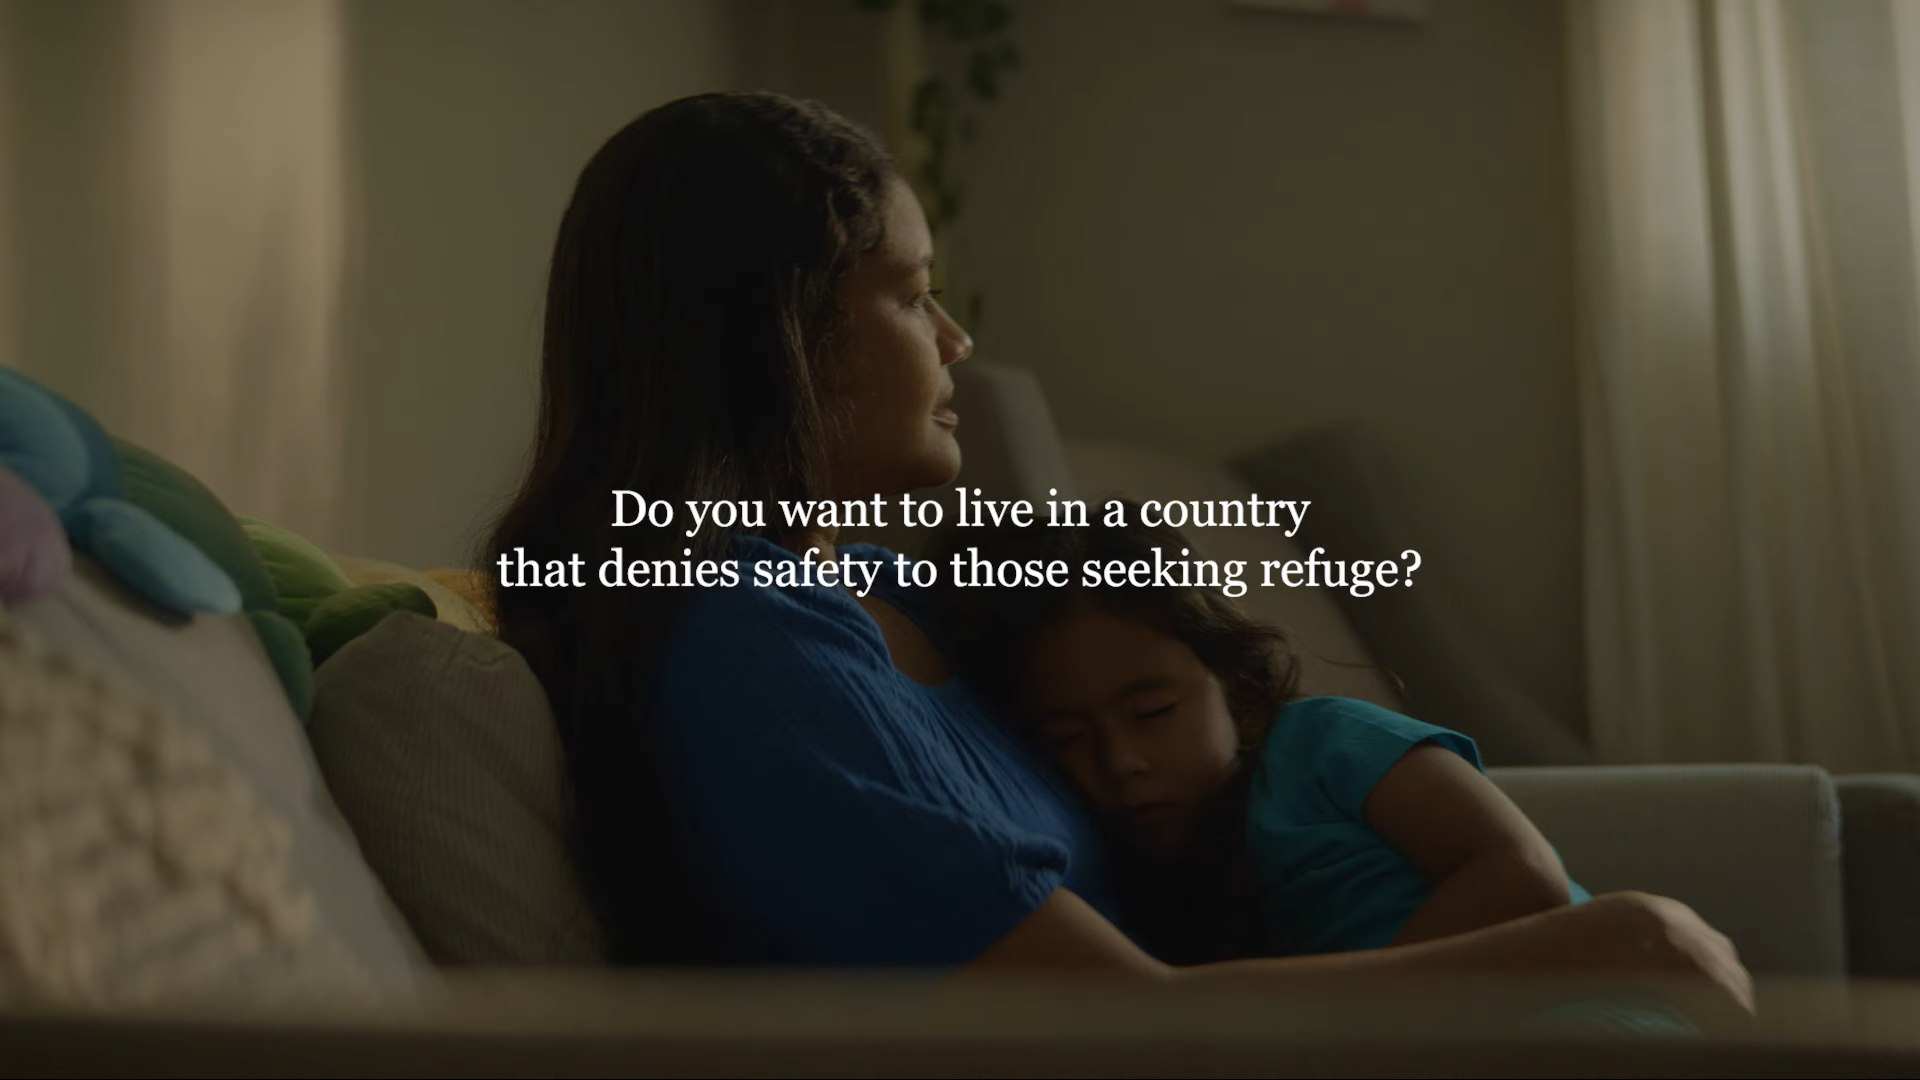 Do you want to live in a country
that denies safety to those seeking refuge?